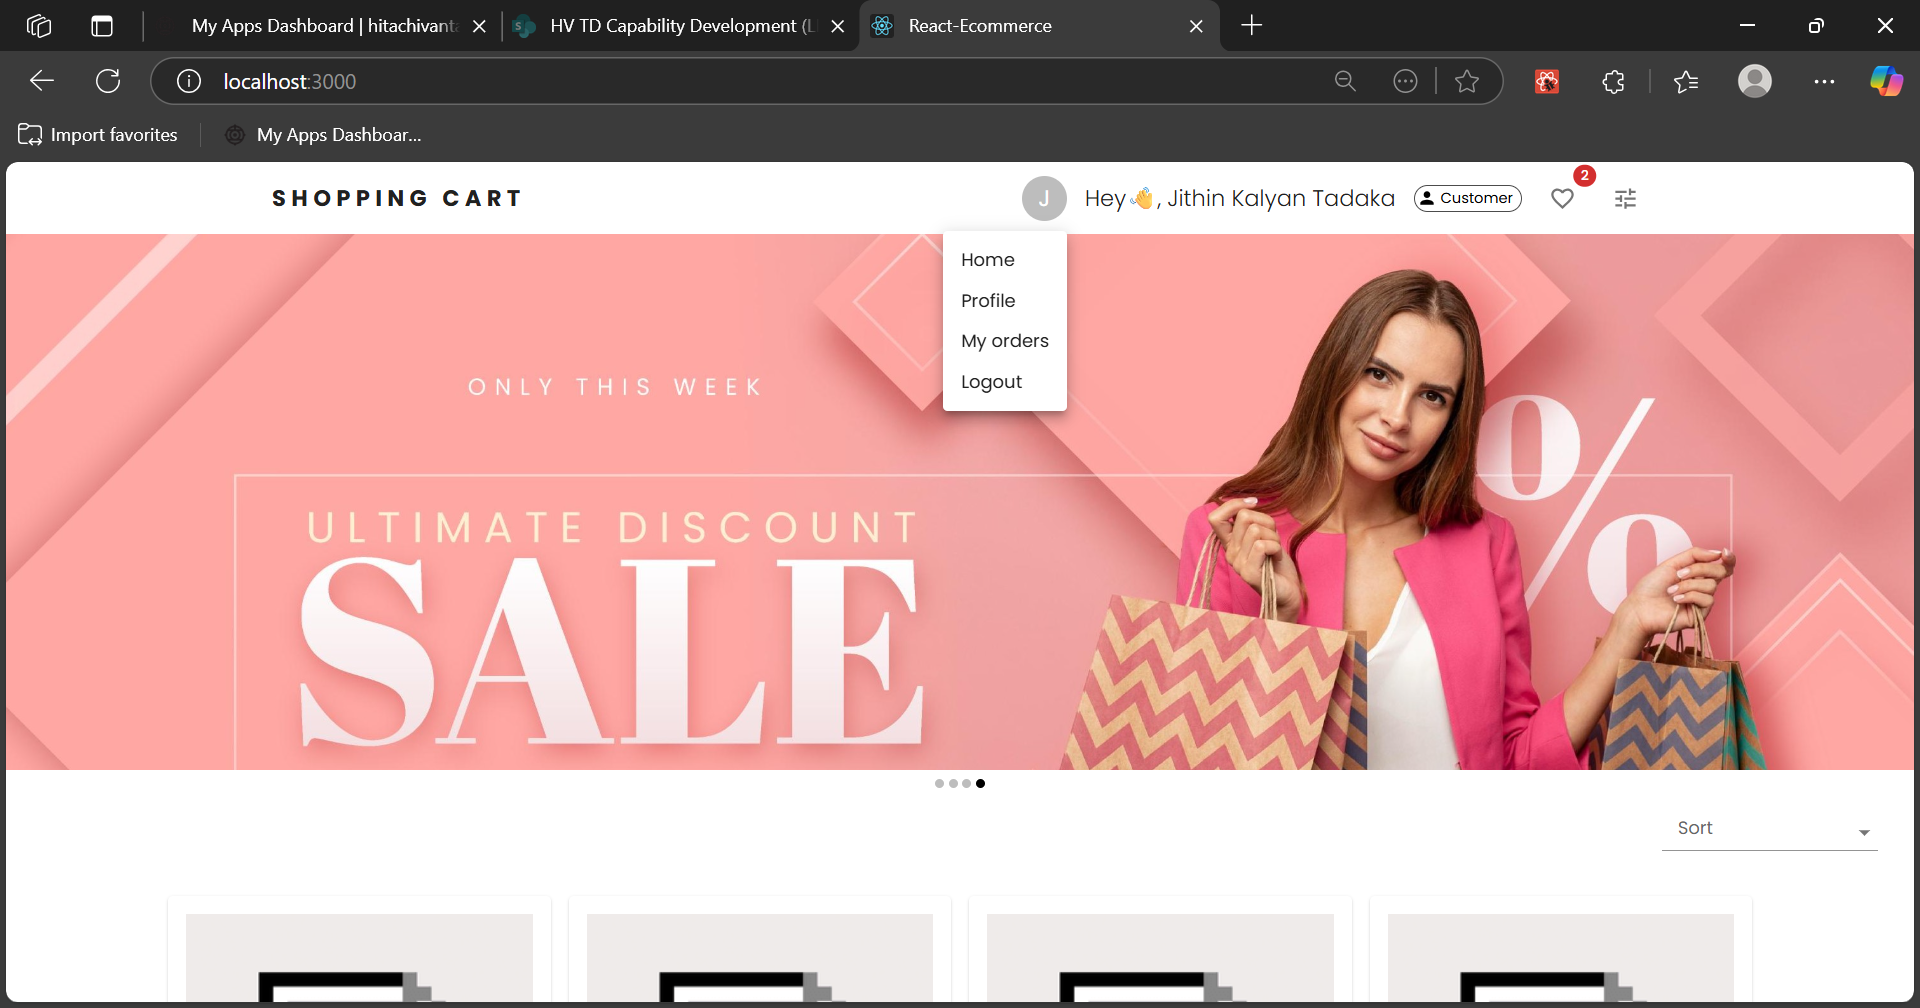 My Apps Dashboard | hitachivanta
HV TD Capability Development (L
React-Ecommerce
localhost:3000
Import favorites
My Apps Dashboar...
SHOPPING CART
J
Hey👋, Jithin Kalyan Tadaka
Customer
2
Home
Profile
My orders
Logout
ONLY THIS WEEK
ULTIMATE DISCOUNT
SALE
%
Sort